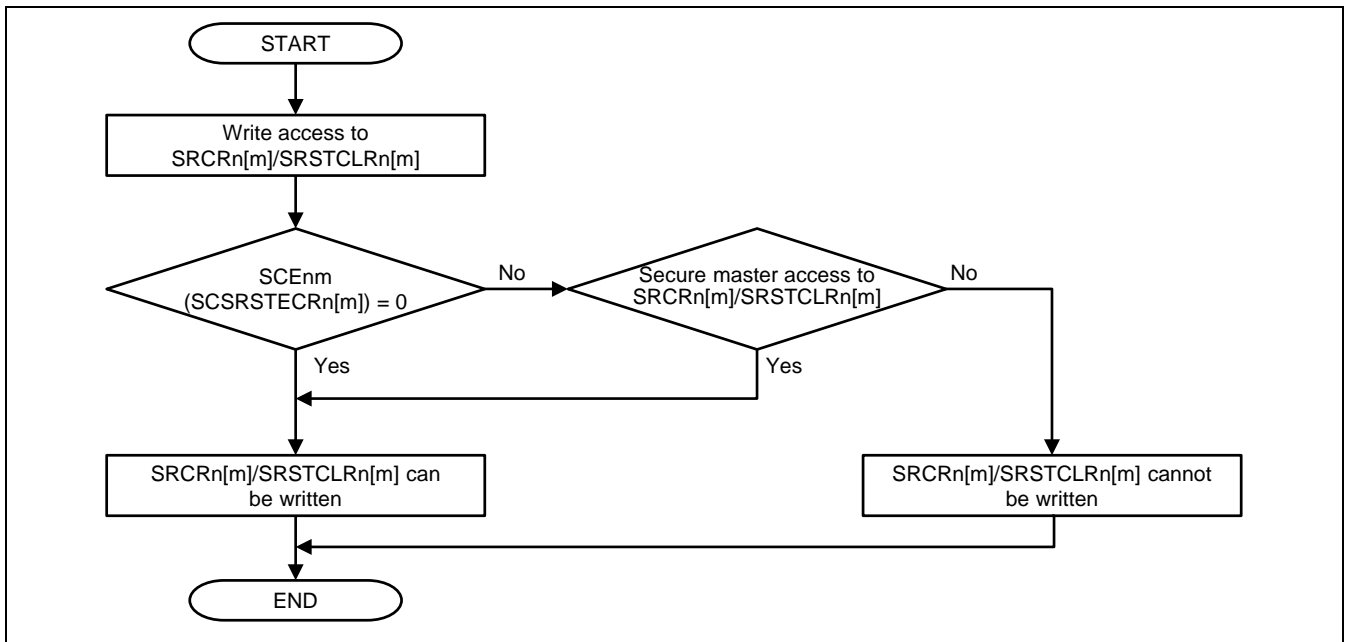 START
Write access to
SRCRn[m]/SRSTCLRn[m]
SCEnm
(SCSRSTECRn[m]) = 0
No
Secure master access to
SRCRn[m]/SRSTCLRn[m]
No
Yes
Yes
SRCRn[m]/SRSTCLRn[m] can
be written
SRCRn[m]/SRSTCLRn[m] cannot
be written
END